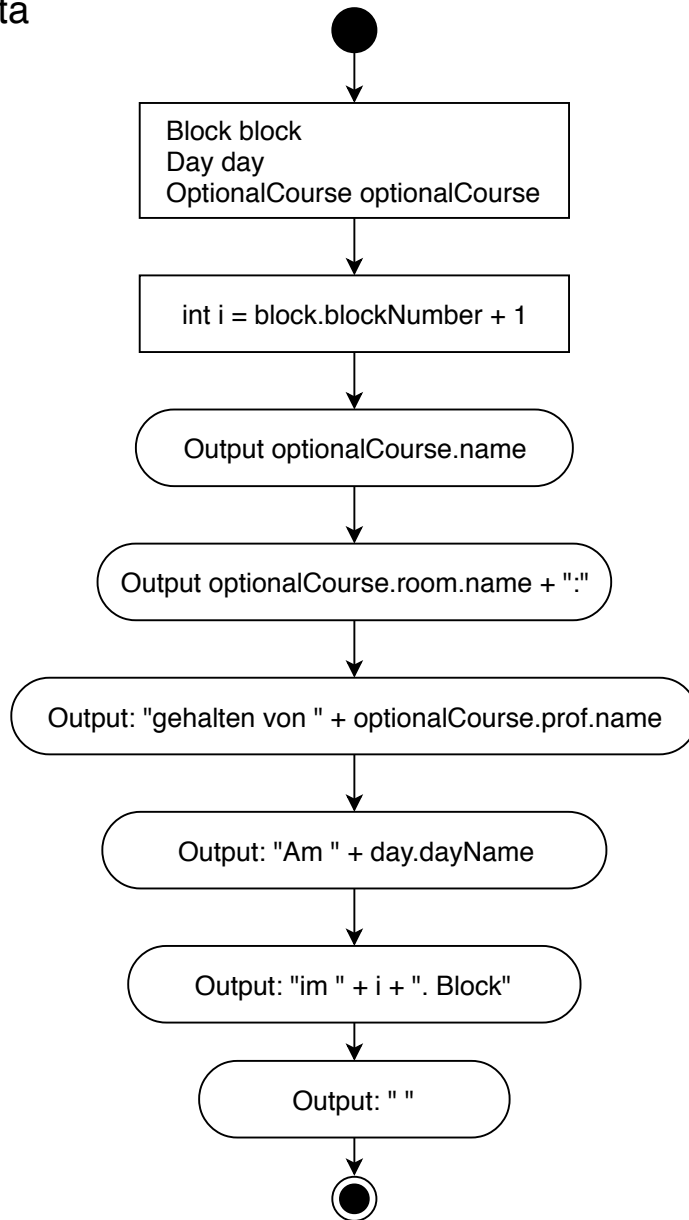 Block block
Day day
OptionalCourse optionalCourse
int i = block.blockNumber + 1
Output optionalCourse.name
Output optionalCourse.room.name + ":"
Output: "gehalten von " + optionalCourse.prof.name
Output: "Am " + day.dayName
Output: "im " + i + ". Block"
Output: " "